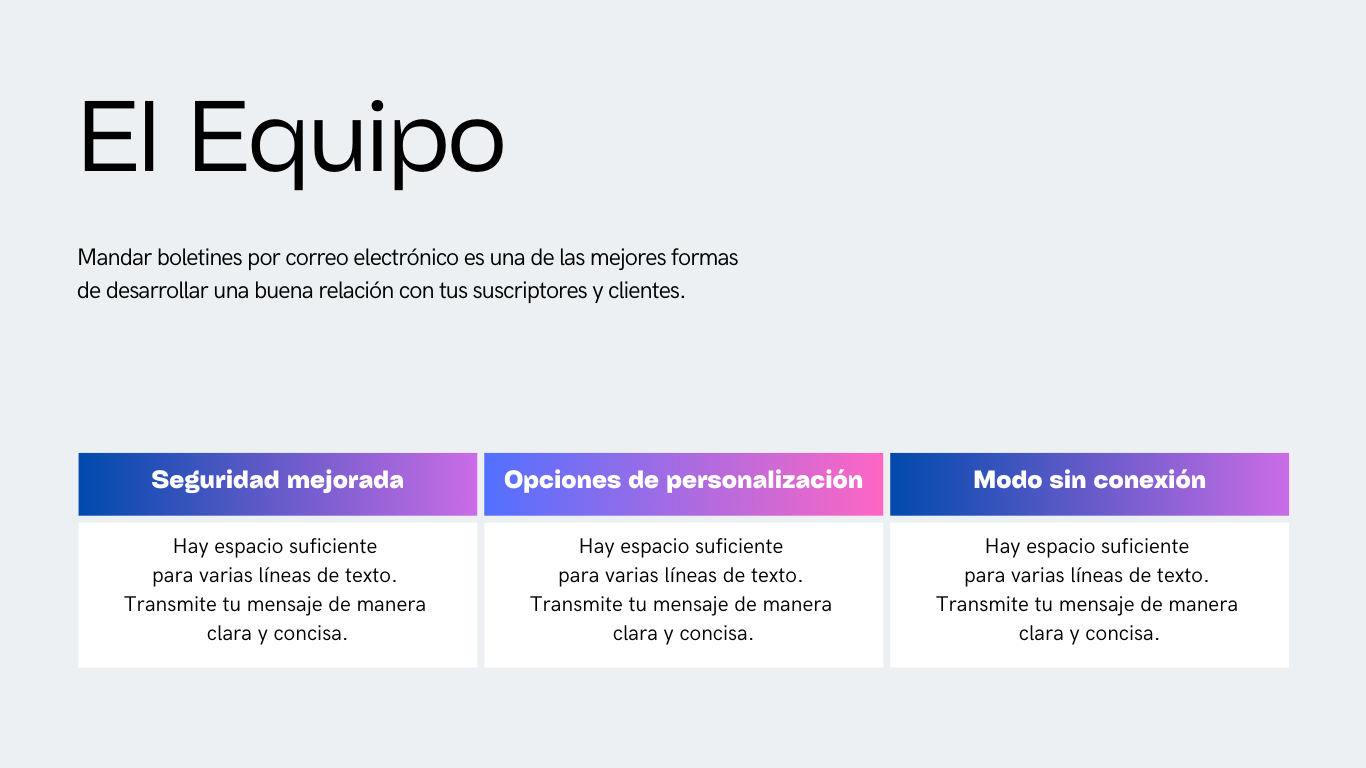 El Equipo
Mandar boletines por correo electrónico es una de las mejores formas
de desarrollar una buena relación con tus suscriptores y clientes.
Seguridad mejorada
Hay espacio suficiente
para varias líneas de texto.
Transmite tu mensaje de manera
clara y concisa.
Opciones de personalización
Hay espacio suficiente
para varias líneas de texto.
Transmite tu mensaje de manera
clara y concisa.
Modo sin conexión
Hay espacio suficiente
para varias líneas de texto.
Transmite tu mensaje de manera
clara y concisa.